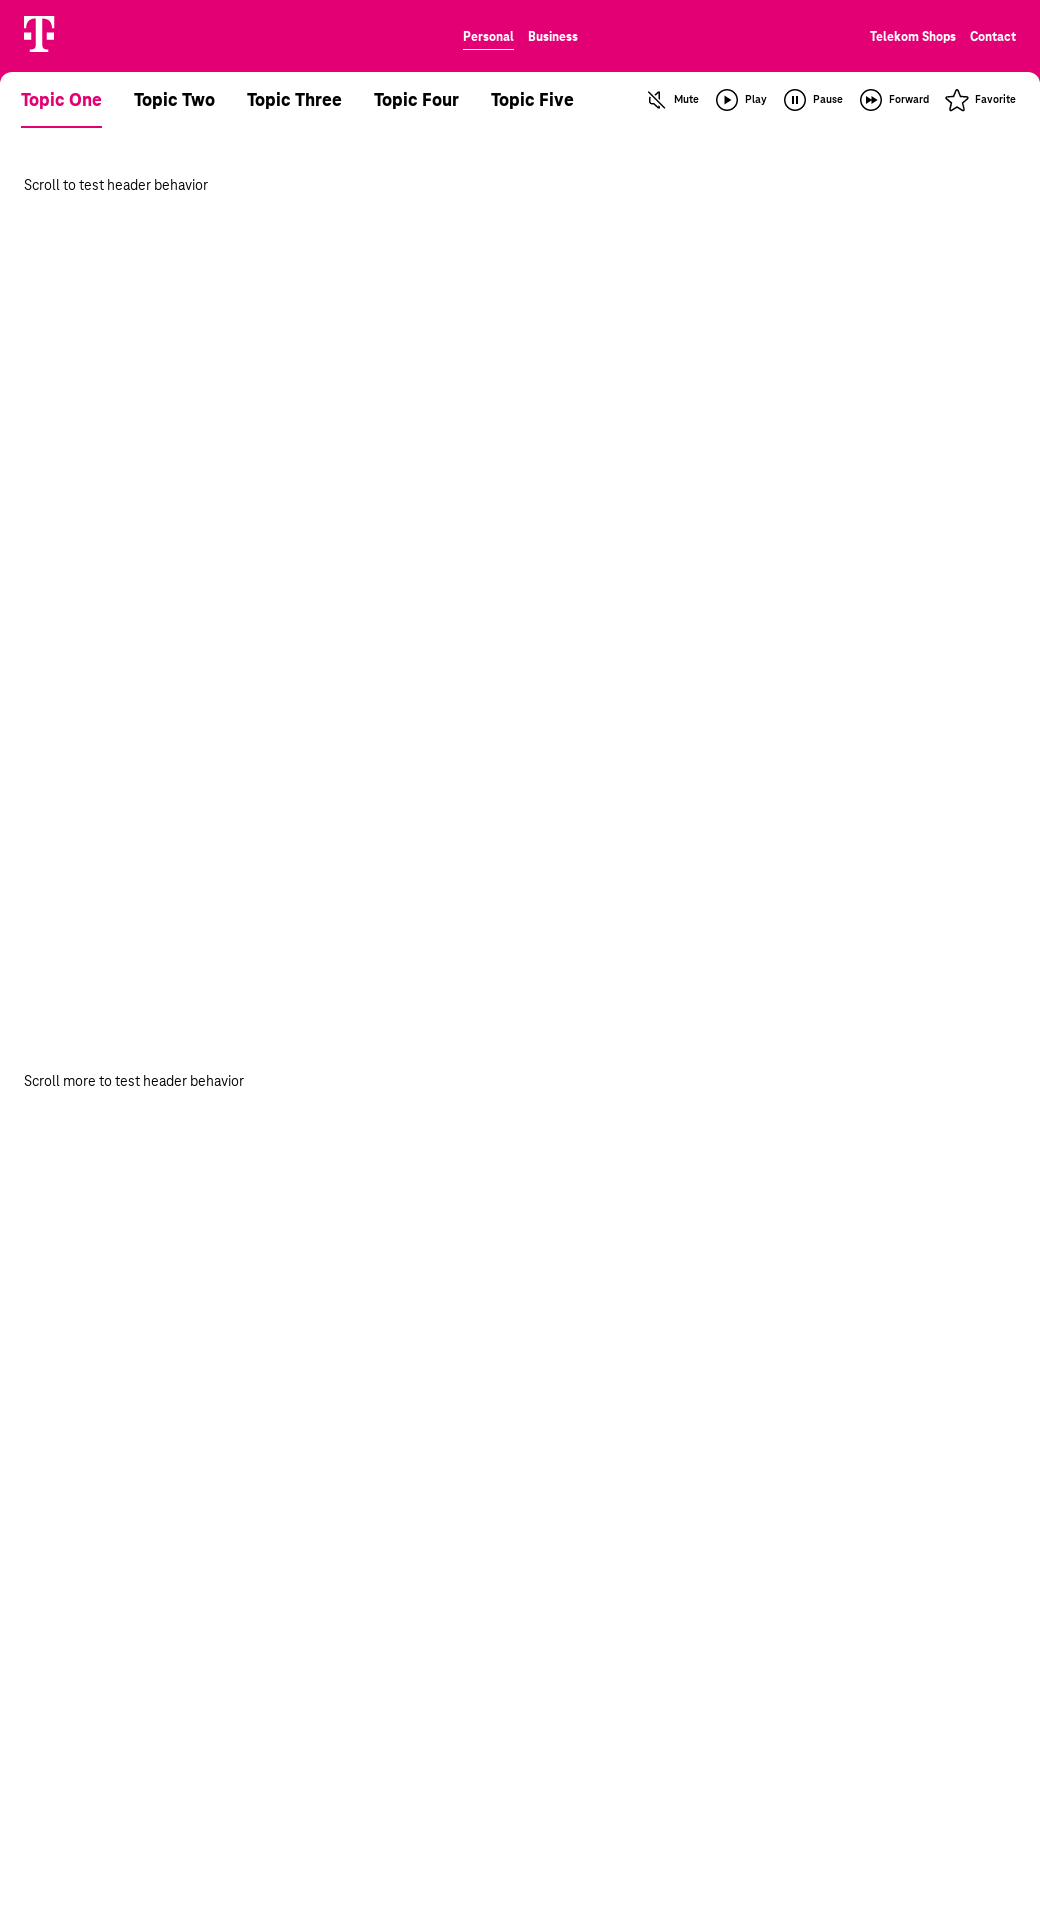 T Personal Business Telekom Shops Contact
Topic One Topic Two Topic Three Topic Four Topic Five Mute Play Pause Forward Favorite
Scroll to test header behavior
Scroll more to test header behavior